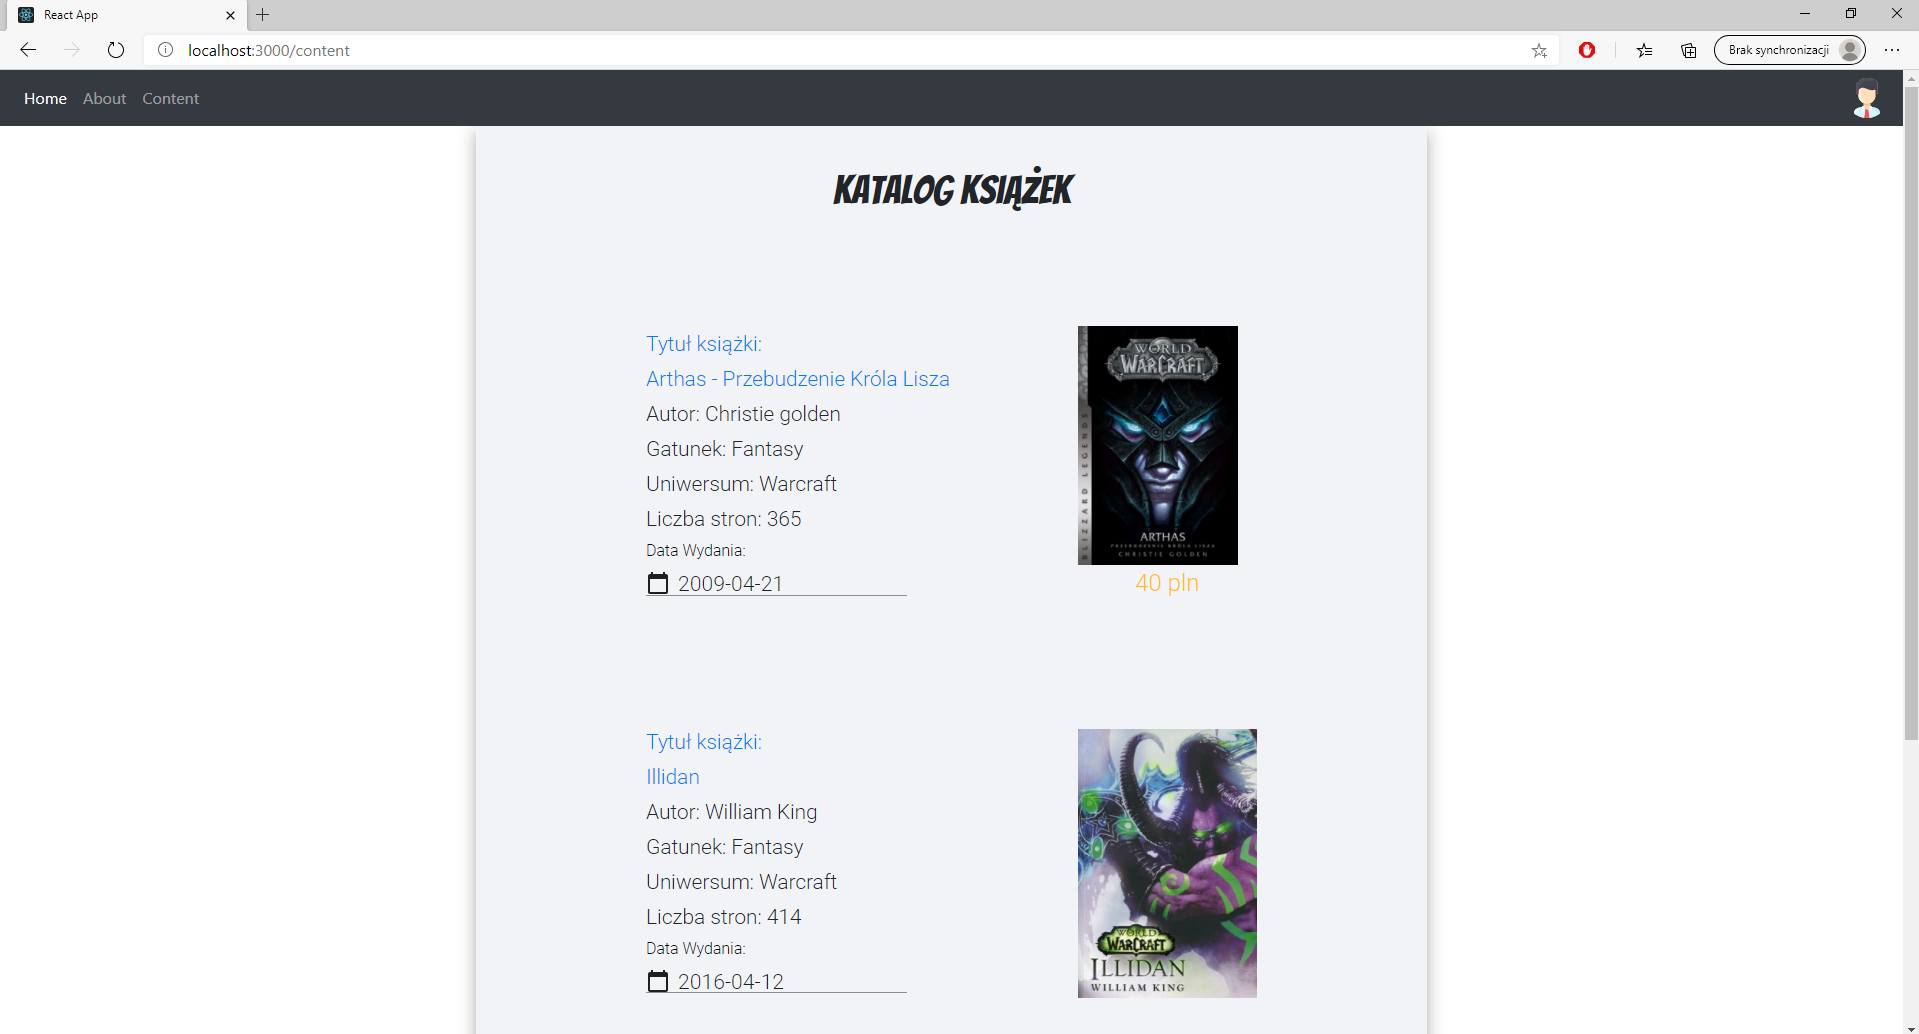 React App
localhost:3000/content
Brak synchronizacji
Home About Content
KATALOG KSIĄŻEK
Tytuł książki:
Arthas - Przebudzenie Króla Lisza
Autor: Christie golden
Gatunek: Fantasy
Uniwersum: Warcraft
Liczba stron: 365
Data Wydania:
2009-04-21
WORLD
WARCRAFT
BLIZZARD LEGENDS
ARTHAS
PRZEBUDZENIE KRÓLA LISZA
CHRISTIE GOLDEN
40 pln
Tytuł książki:
Illidan
Autor: William King
Gatunek: Fantasy
Uniwersum: Warcraft
Liczba stron: 414
Data Wydania:
2016-04-12
WORLD
WARCRAFT
ILLIDAN
WILLIAM KING